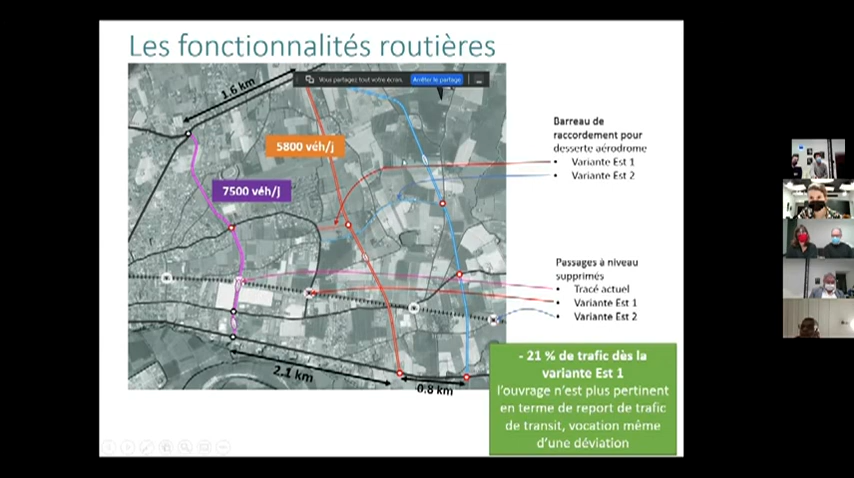 Les fonctionnalités routières
1.6 km
Vous partagez tout votre écran.
Arrêter le partage
5800 véh/j
7500 véh/j
Barreau de
raccordement pour
desserte aérodrome
• Variante Est 1
• Variante Est 2
Passages à niveau
supprimés
• Tracé actuel
• Variante Est 1
• Variante Est 2
2.1 km
0.8 km
- 21 % de trafic dès la
variante Est 1
l'ouvrage n'est plus pertinent
en terme de report de trafic
de transit, vocation même
d'une déviation